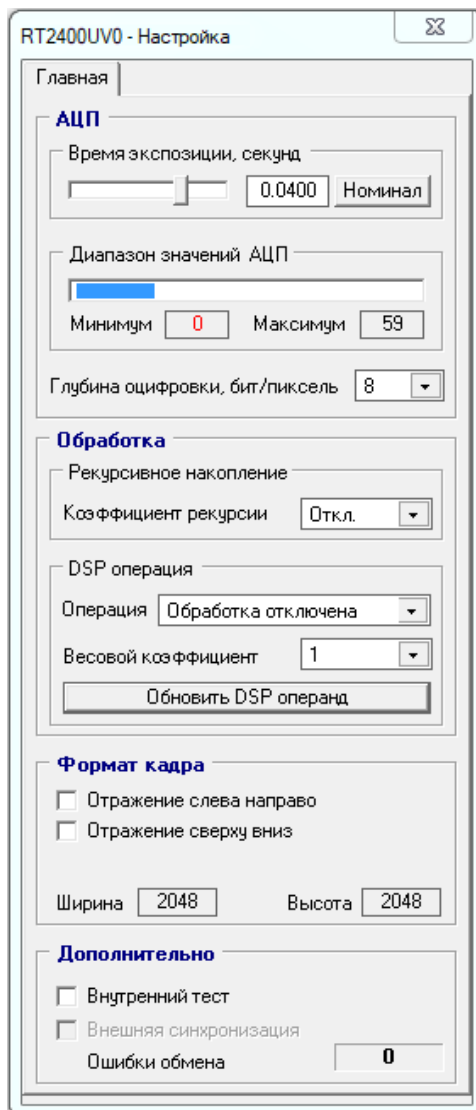 RT2400UV0 - Настройка
Главная
АЦП
Время экспозиции, секунд
0.0400 Номинал
Диапазон значений АЦП
Минимум 0 Максимум 59
Глубина оцифровки, бит/пиксель 8
Обработка
Рекурсивное накопление
Коэффициент рекурсии Откл.
DSP операция
Операция Обработка отключена
Весовой коэффициент 1
Обновить DSP операнд
Формат кадра
Отражение слева направо
Отражение сверху вниз
Ширина 2048 Высота 2048
Дополнительно
Внутренний тест
Внешняя синхронизация
Ошибки обмена 0